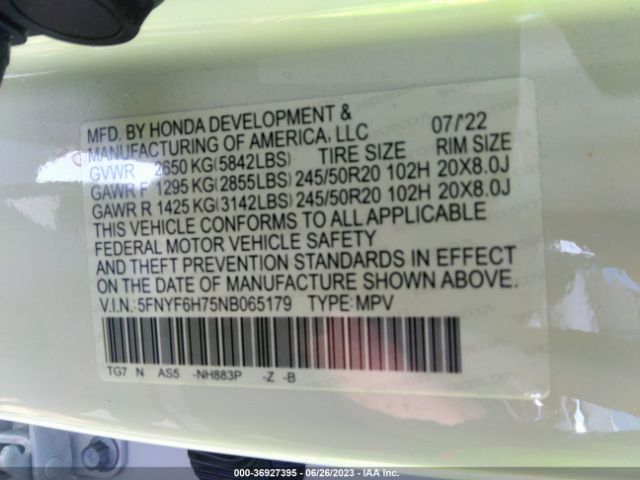 MFD. BY HONDA DEVELOPMENT &
MANUFACTURING OF AMERICA, LLC 07/'22
GVWR 2650 KG(5842LBS) TIRE SIZE RIM SIZE
GAWR F 1295 KG(2855LBS) 245/50R20 102H 20X8.0J
GAWR R 1425 KG(3142LBS) 245/50R20 102H 20X8.0J
THIS VEHICLE CONFORMS TO ALL APPLICABLE
FEDERAL MOTOR VEHICLE SAFETY
AND THEFT PREVENTION STANDARDS IN EFFECT
ON THE DATE OF MANUFACTURE SHOWN ABOVE.
V.I.N.:5FNYF6H75NB065179 TYPE:MPV
TG7 N AS5 -NH883P -Z -B
000-36927395 - 06/26/2023 - IAA Inc.